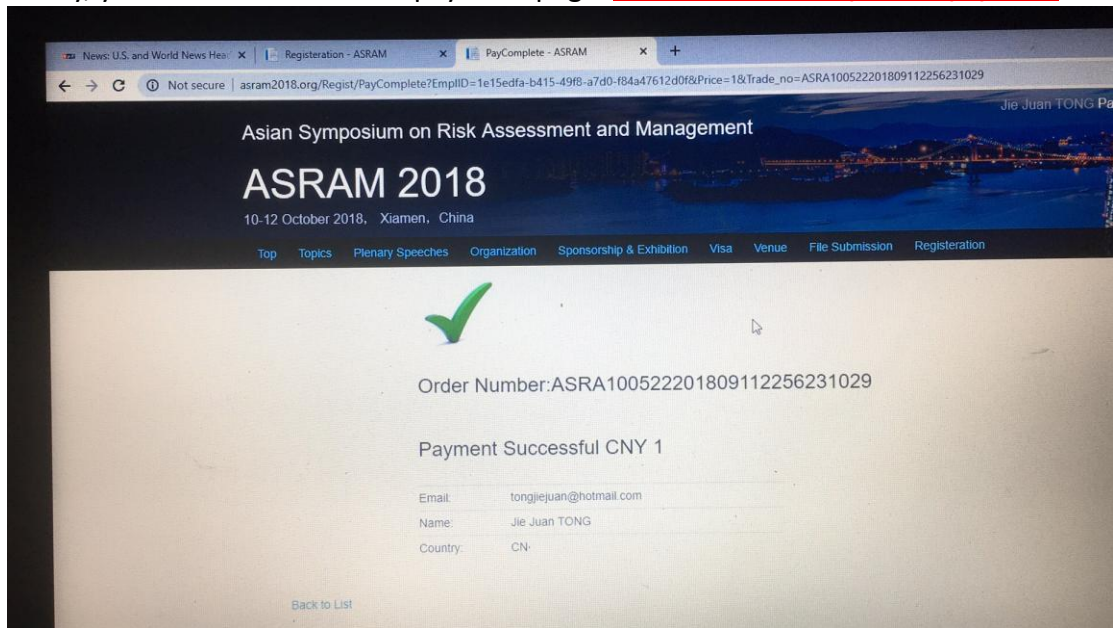 News: U.S. and World News Hea
Registeration - ASRAM
PayComplete - ASRAM
Not secure
asram2018.org/Regist/PayComplete?EmplID=1e15edfa-b415-49f8-a7d0-f84a47612d0f&Price=1&Trade_no=ASRA100522201809112256231029
Jie Juan TONG Pa
Asian Symposium on Risk Assessment and Management
ASRAM 2018
10-12 October 2018, Xiamen, China
Top Topics Plenary Speeches Organization Sponsorship & Exhibition Visa Venue File Submission Registeration
Order Number:ASRA100522201809112256231029
Payment Successful CNY 1
Email: tongjiejuan@hotmail.com
Name: Jie Juan TONG
Country: CN
Back to List